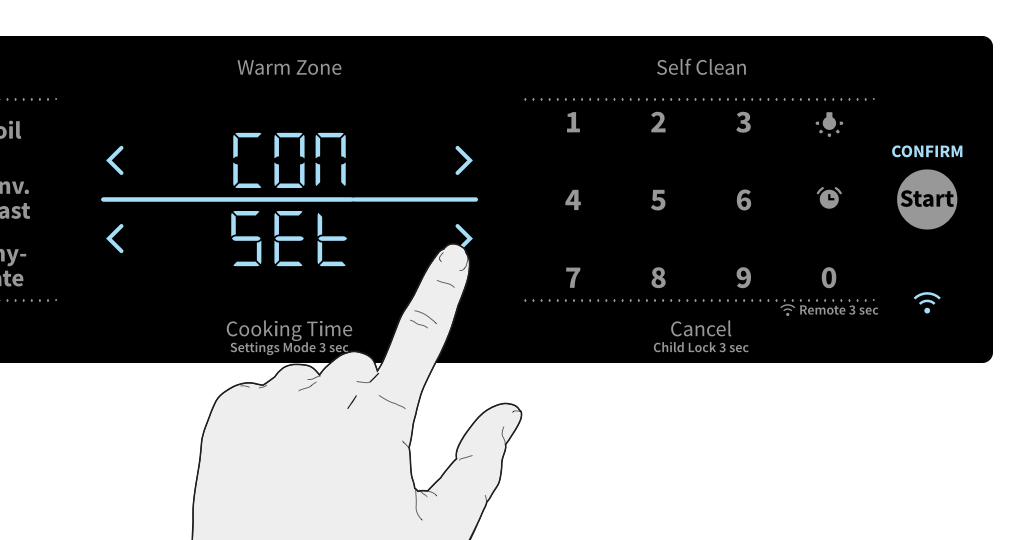 Warm Zone
Self Clean
oil
nv.
ast
ny-
ate
CON
SEt
Cooking Time
Settings Mode 3 sec
1 2 3
4 5 6
7 8 9 0
Remote 3 sec
Cancel
Child Lock 3 sec
CONFIRM
Start